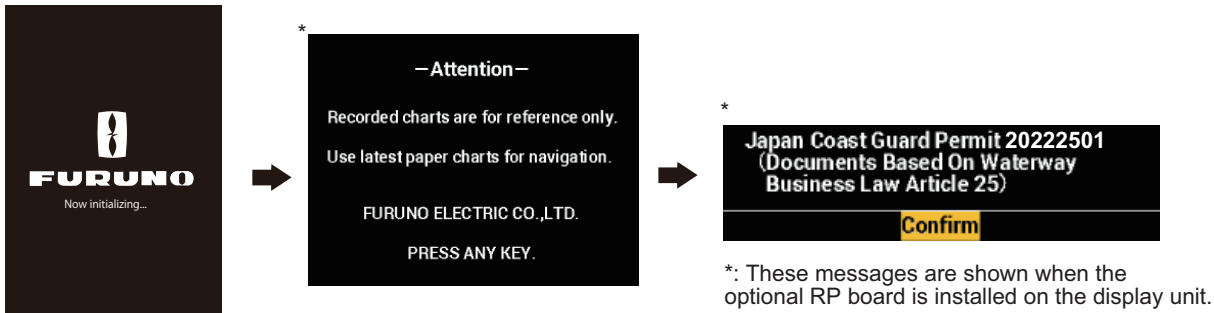 FURUNO
Now initializing...
*
—Attention—
Recorded charts are for reference only.
Use latest paper charts for navigation.
FURUNO ELECTRIC CO.,LTD.
PRESS ANY KEY.
*
Japan Coast Guard Permit 20222501
(Documents Based On Waterway
Business Law Article 25)
Confirm
*: These messages are shown when the
optional RP board is installed on the display unit.